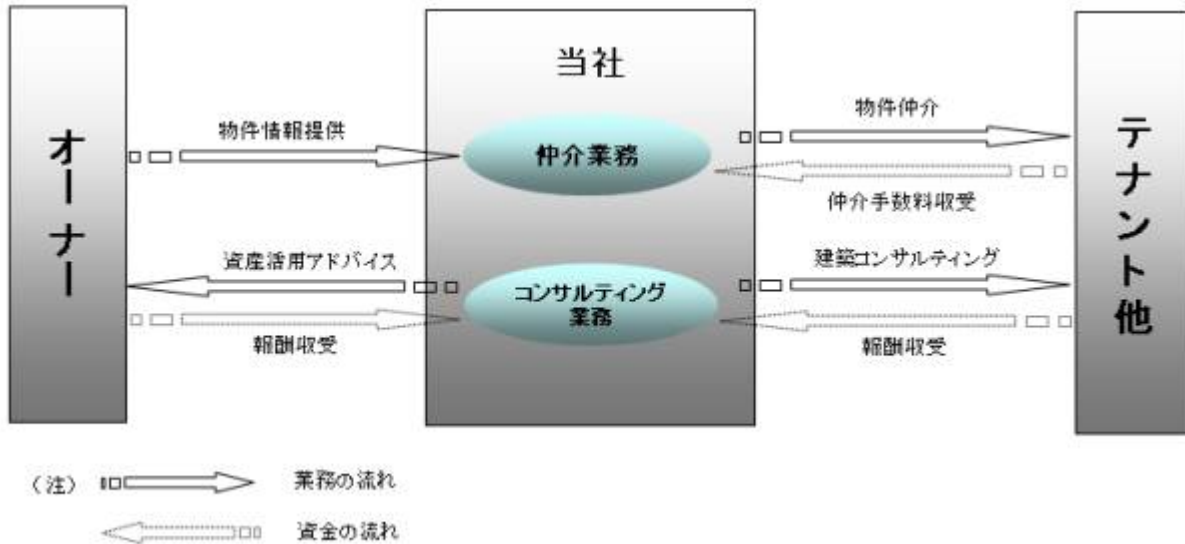 オーナー
当社
テナント他
物件情報提供
仲介業務
物件仲介
仲介手数料収受
資産活用アドバイス
コンサルティング
業務
建築コンサルティング
報酬収受
報酬収受
（注）
業務の流れ
資金の流れ